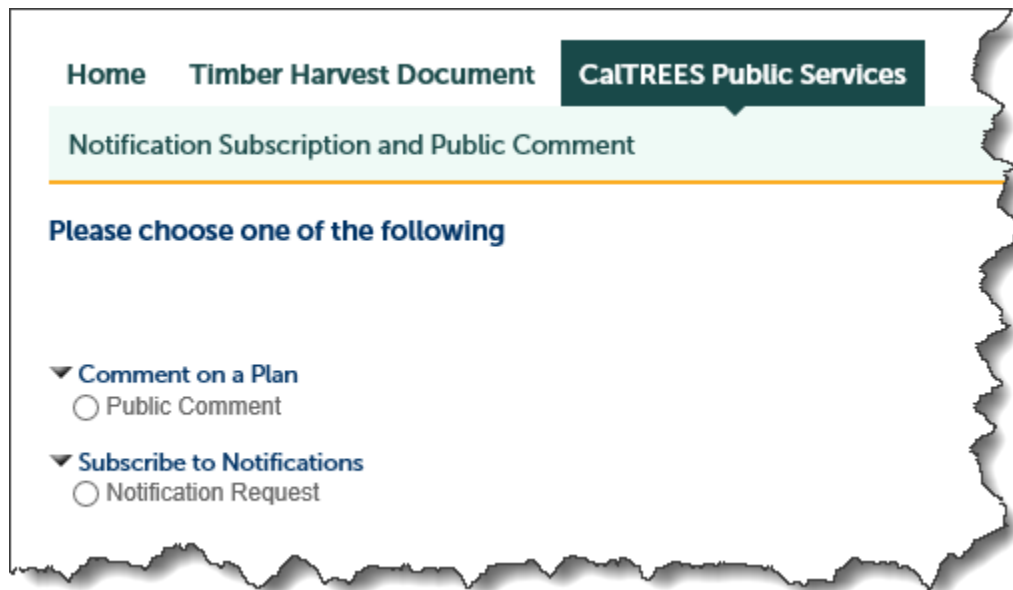 Home Timber Harvest Document CalTREES Public Services
Notification Subscription and Public Comment
Please choose one of the following
Comment on a Plan
Public Comment
Subscribe to Notifications
Notification Request